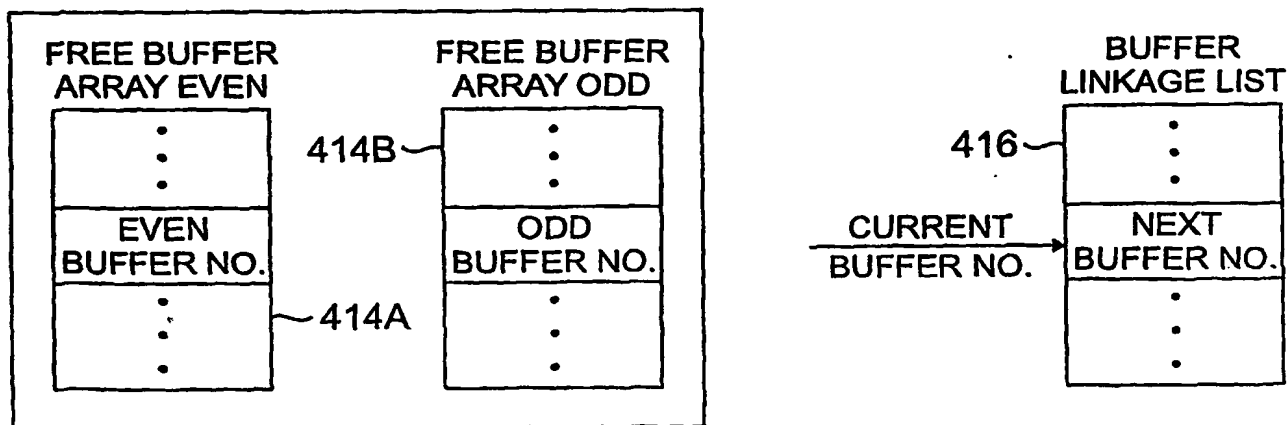 FREE BUFFER
ARRAY EVEN
EVEN
BUFFER NO.
414A
FREE BUFFER
ARRAY ODD
414B
ODD
BUFFER NO.
BUFFER
LINKAGE LIST
416
CURRENT
BUFFER NO.
NEXT
BUFFER NO.